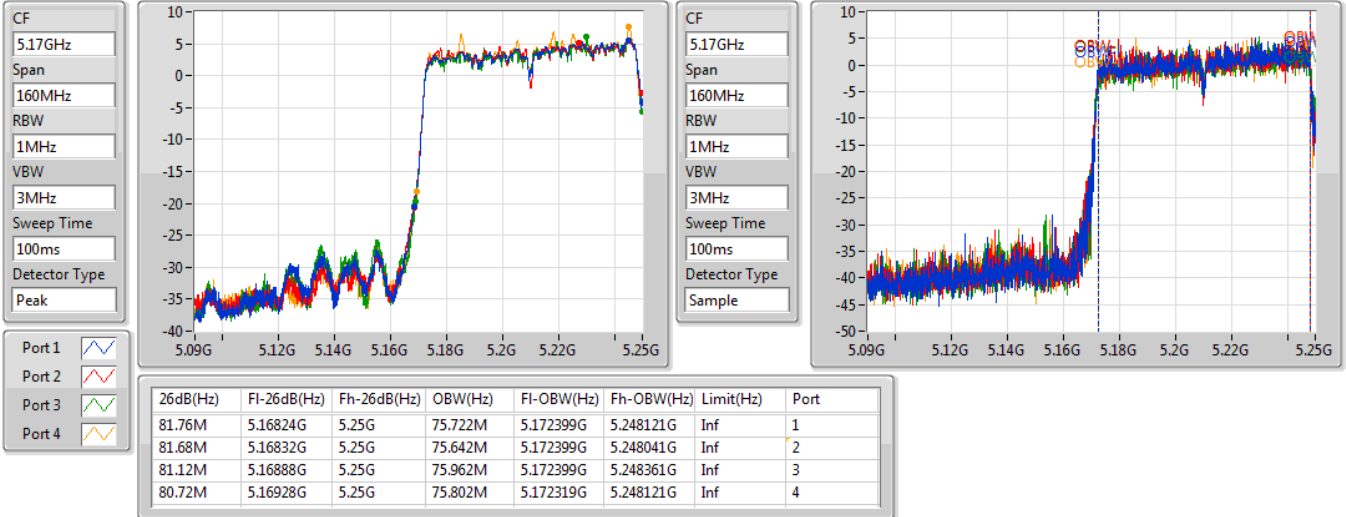 CF
5.17GHz
Span
160MHz
RBW
1MHz
VBW
3MHz
Sweep Time
100ms
Detector Type
Peak
10
5
0
-5
-10
-15
-20
-25
-30
-35
-40
5.09G 5.12G 5.14G 5.16G 5.18G 5.2G 5.22G 5.25G
CF
5.17GHz
Span
160MHz
RBW
1MHz
VBW
3MHz
Sweep Time
100ms
Detector Type
Sample
10
5
0
-5
-10
-15
-20
-25
-30
-35
-40
-45
-50
5.09G 5.12G 5.14G 5.16G 5.18G 5.2G 5.22G 5.25G
Port 1
Port 2
Port 3
Port 4
26dB(Hz) Fl-26dB(Hz) Fh-26dB(Hz) OBW(Hz) Fl-OBW(Hz) Fh-OBW(Hz) Limit(Hz) Port
81.76M 5.16824G 5.25G 75.722M 5.172399G 5.248121G Inf 1
81.68M 5.16832G 5.25G 75.642M 5.172399G 5.248041G Inf 2
81.12M 5.16888G 5.25G 75.962M 5.172399G 5.248361G Inf 3
80.72M 5.16928G 5.25G 75.802M 5.172319G 5.248121G Inf 4